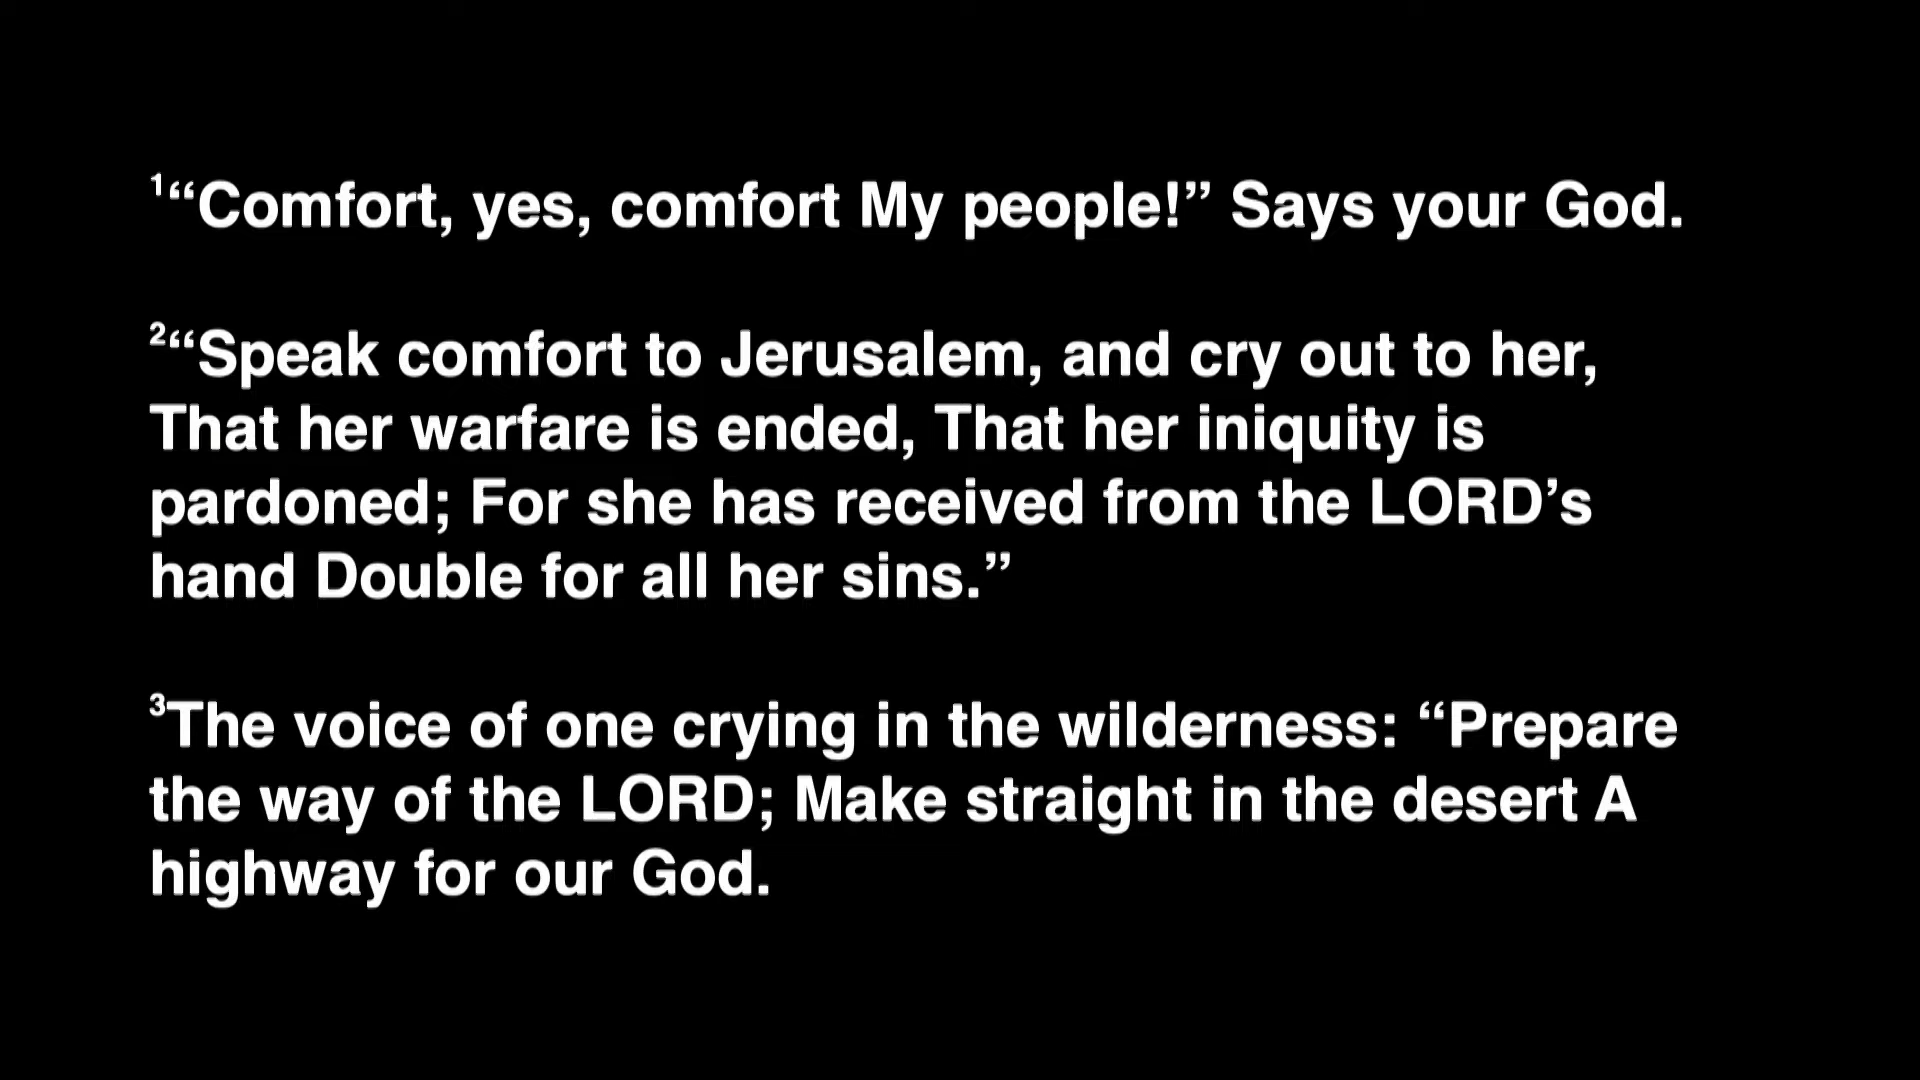 ¹“Comfort, yes, comfort My people!” Says your God.
²“Speak comfort to Jerusalem, and cry out to her,
That her warfare is ended, That her iniquity is
pardoned; For she has received from the LORD’s
hand Double for all her sins.”
³The voice of one crying in the wilderness: “Prepare
the way of the LORD; Make straight in the desert A
highway for our God.